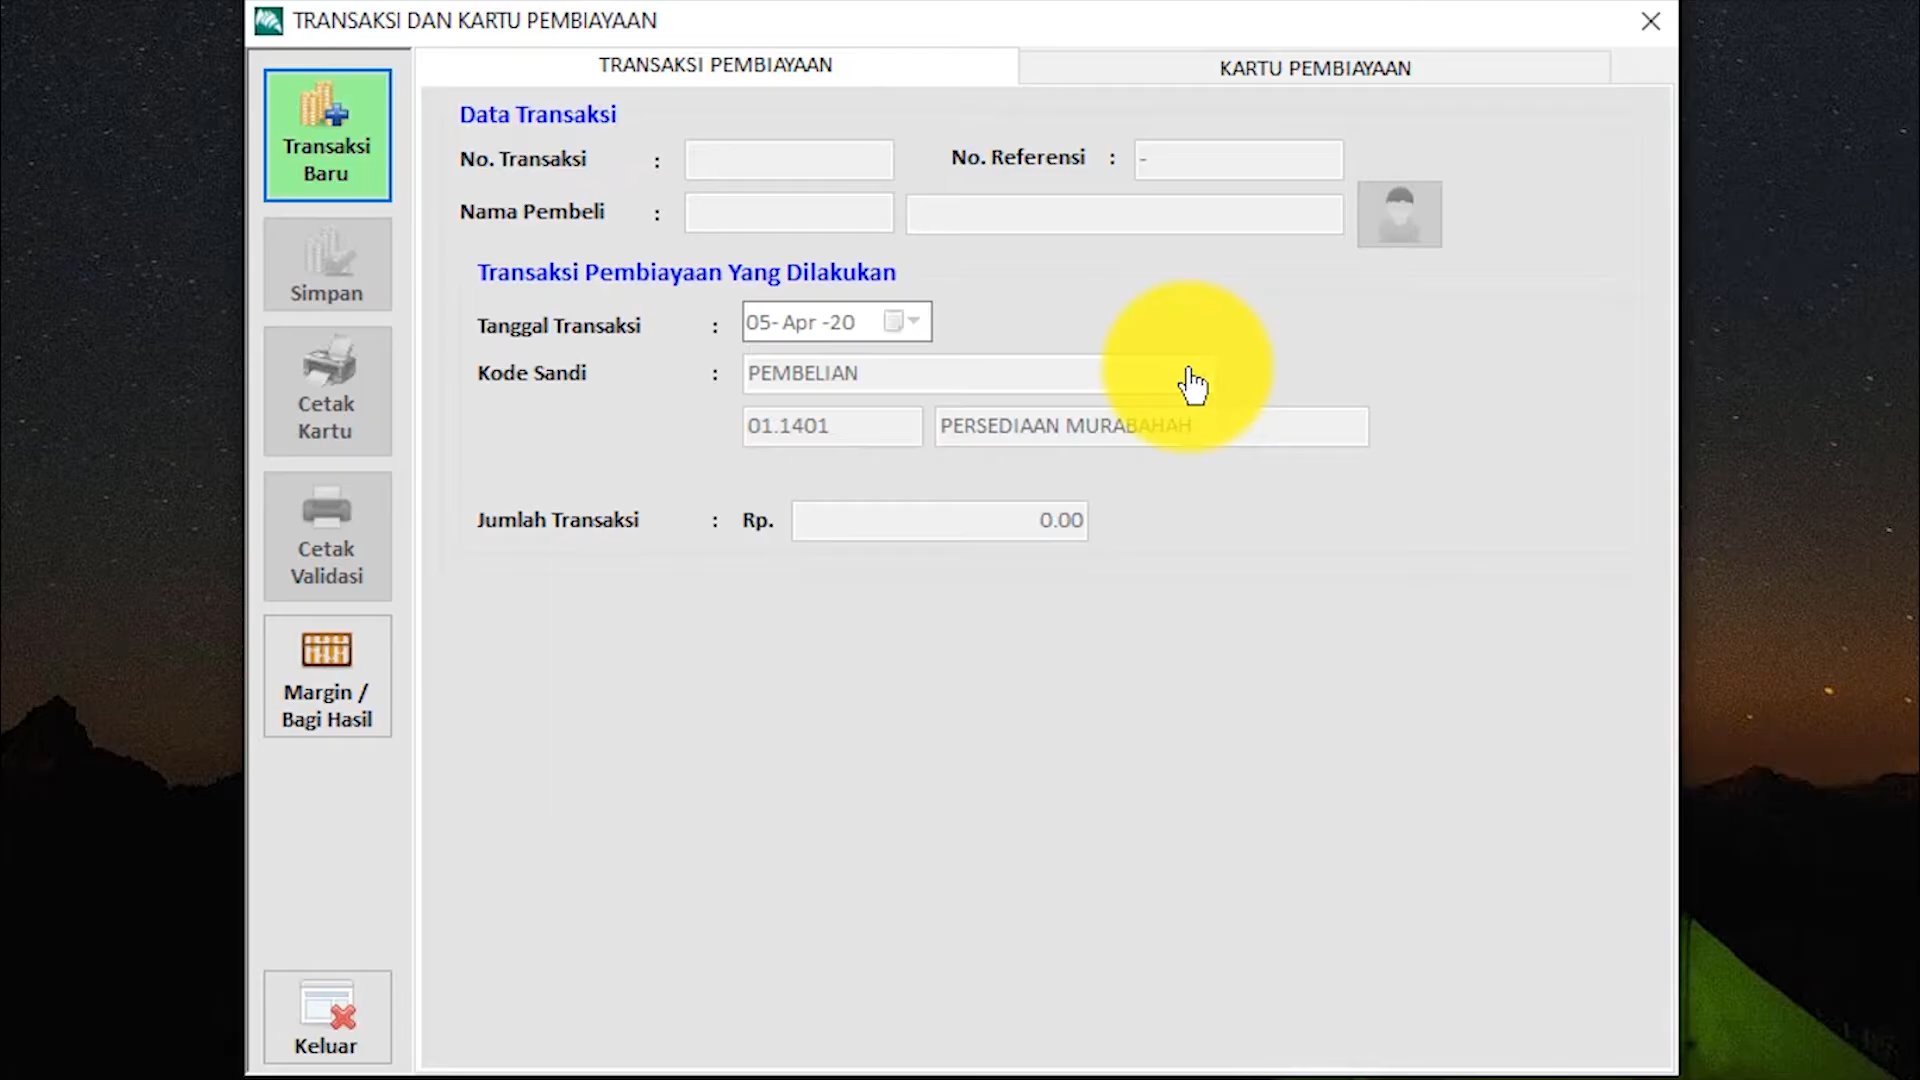 TRANSAKSI DAN KARTU PEMBIAYAAN
TRANSAKSI PEMBIAYAAN
KARTU PEMBIAYAAN
Transaksi
Baru
Simpan
Cetak
Kartu
Cetak
Validasi
Margin /
Bagi Hasil
Keluar
Data Transaksi
No. Transaksi :
No. Referensi : -
Nama Pembeli :
Transaksi Pembiayaan Yang Dilakukan
Tanggal Transaksi : 05- Apr -20
Kode Sandi : PEMBELIAN
01.1401 PERSEDIAAN MURABAHAH
Jumlah Transaksi : Rp. 0.00